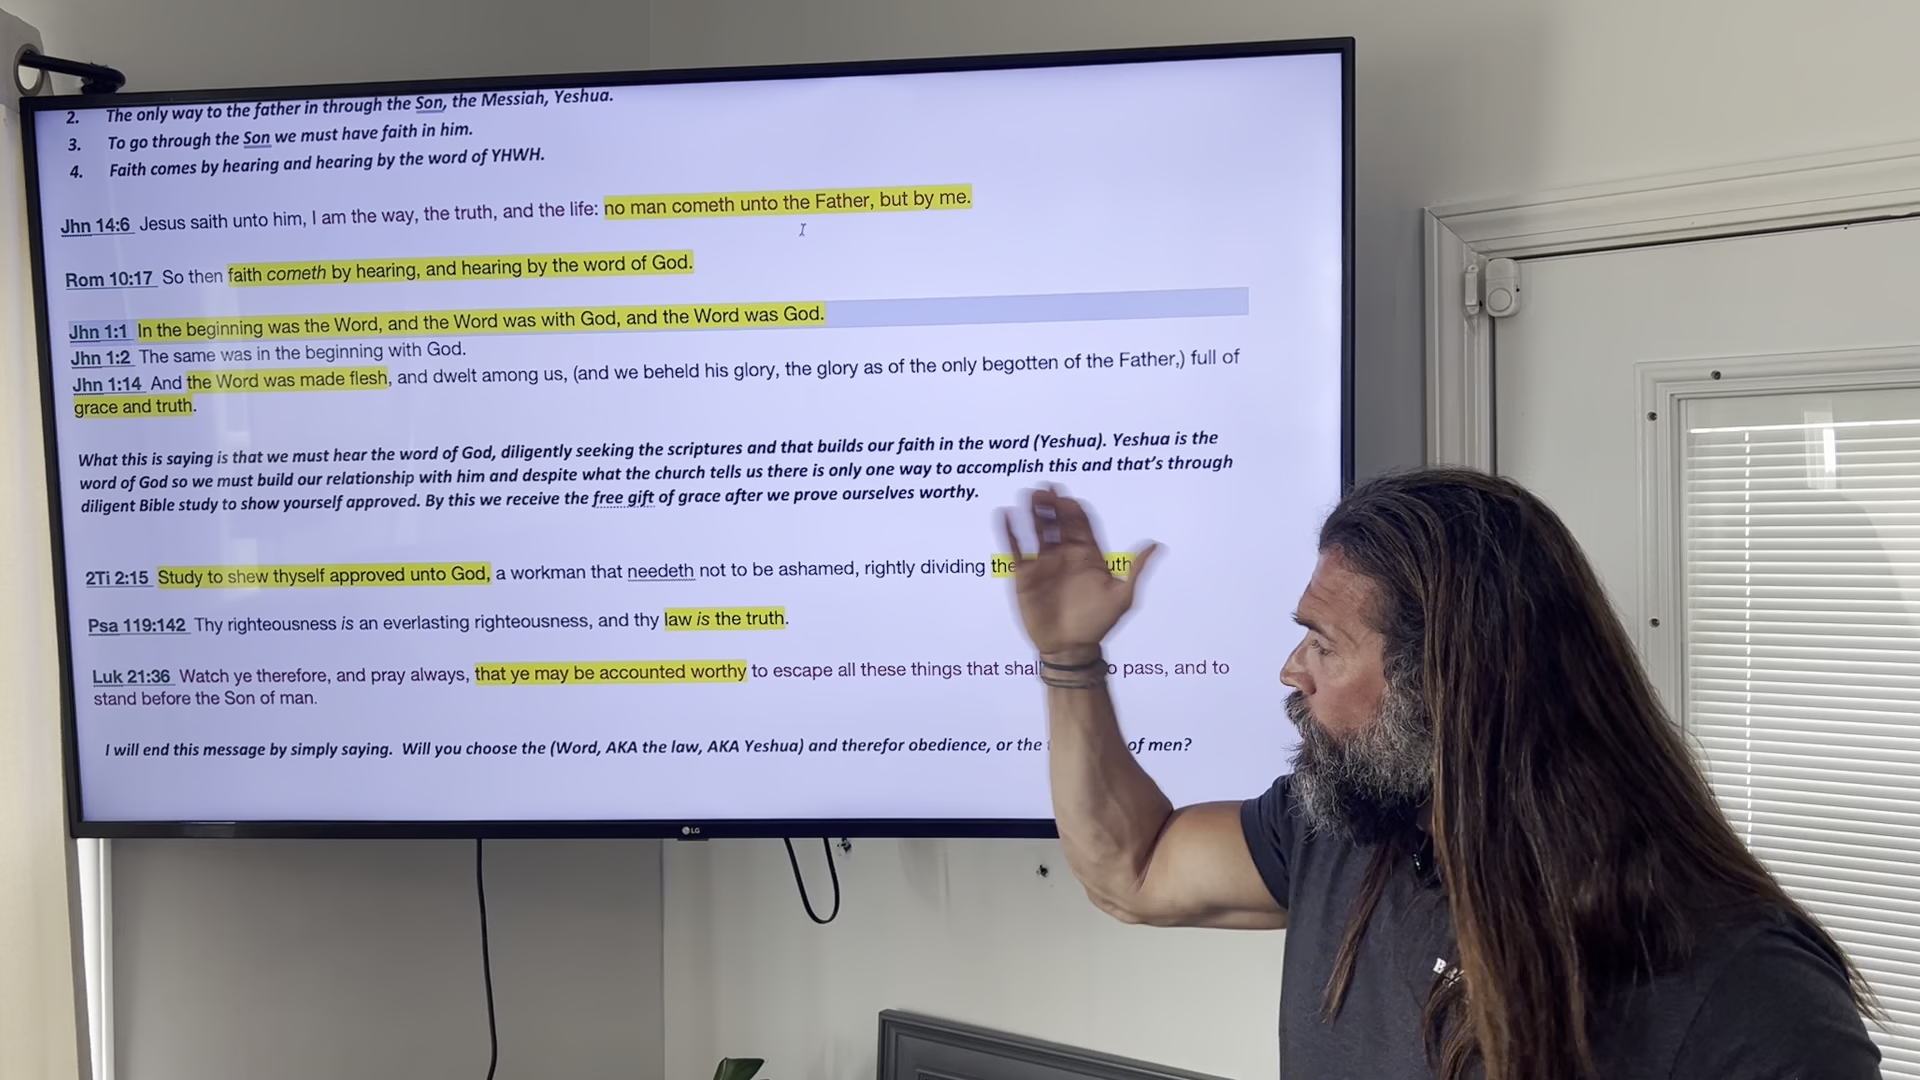 2. The only way to the father in through the Son, the Messiah, Yeshua.
3. To go through the Son we must have faith in him.
4. Faith comes by hearing and hearing by the word of YHWH.
Jhn 14:6 Jesus saith unto him, I am the way, the truth, and the life: no man cometh unto the Father, but by me.
Rom 10:17 So then faith cometh by hearing, and hearing by the word of God.
Jhn 1:1 In the beginning was the Word, and the Word was with God, and the Word was God.
Jhn 1:2 The same was in the beginning with God.
Jhn 1:14 And the Word was made flesh, and dwelt among us, (and we beheld his glory, the glory as of the only begotten of the Father,) full of
grace and truth.
What this is saying is that we must hear the word of God, diligently seeking the scriptures and that builds our faith in the word (Yeshua). Yeshua is the
word of God so we must build our relationship with him and despite what the church tells us there is only one way to accomplish this and that's through
diligent Bible study to show yourself approved. By this we receive the free gift of grace after we prove ourselves worthy.
2Ti 2:15 Study to shew thyself approved unto God, a workman that needeth not to be ashamed, rightly dividing the
Psa 119:142 Thy righteousness is an everlasting righteousness, and thy law is the truth.
Luk 21:36 Watch ye therefore, and pray always, that ye may be accounted worthy to escape all these things that pass, and to
stand before the Son of man.
I will end this message by simply saying. Will you choose the (Word, AKA the law, AKA Yeshua) and therefor obedience, or the of men?
LG